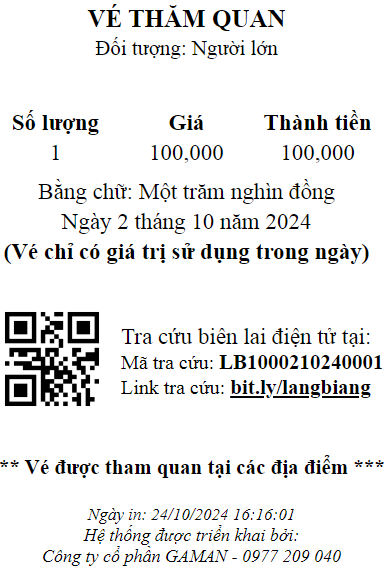 VÉ THĂM QUAN
Đối tượng: Người lớn
Số lượng Giá Thành tiền
1 100,000 100,000
Bằng chữ: Một trăm nghìn đồng
Ngày 2 tháng 10 năm 2024
(Vé chỉ có giá trị sử dụng trong ngày)
Tra cứu biên lai điện tử tại:
Mã tra cứu: LB1000210240001
Link tra cứu: bit.ly/langbiang
** Vé được tham quan tại các địa điểm ***
Ngày in: 24/10/2024 16:16:01
Hệ thống được triển khai bởi:
Công ty cổ phần GAMAN - 0977 209 040